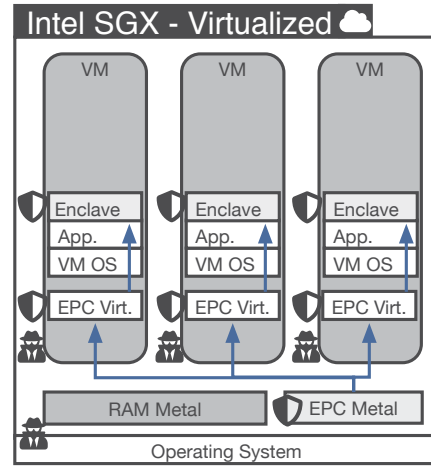 Intel SGX - Virtualized
VM VM VM
Enclave Enclave Enclave
App. App. App.
VM OS VM OS VM OS
EPC Virt. EPC Virt. EPC Virt.
RAM Metal EPC Metal
Operating System